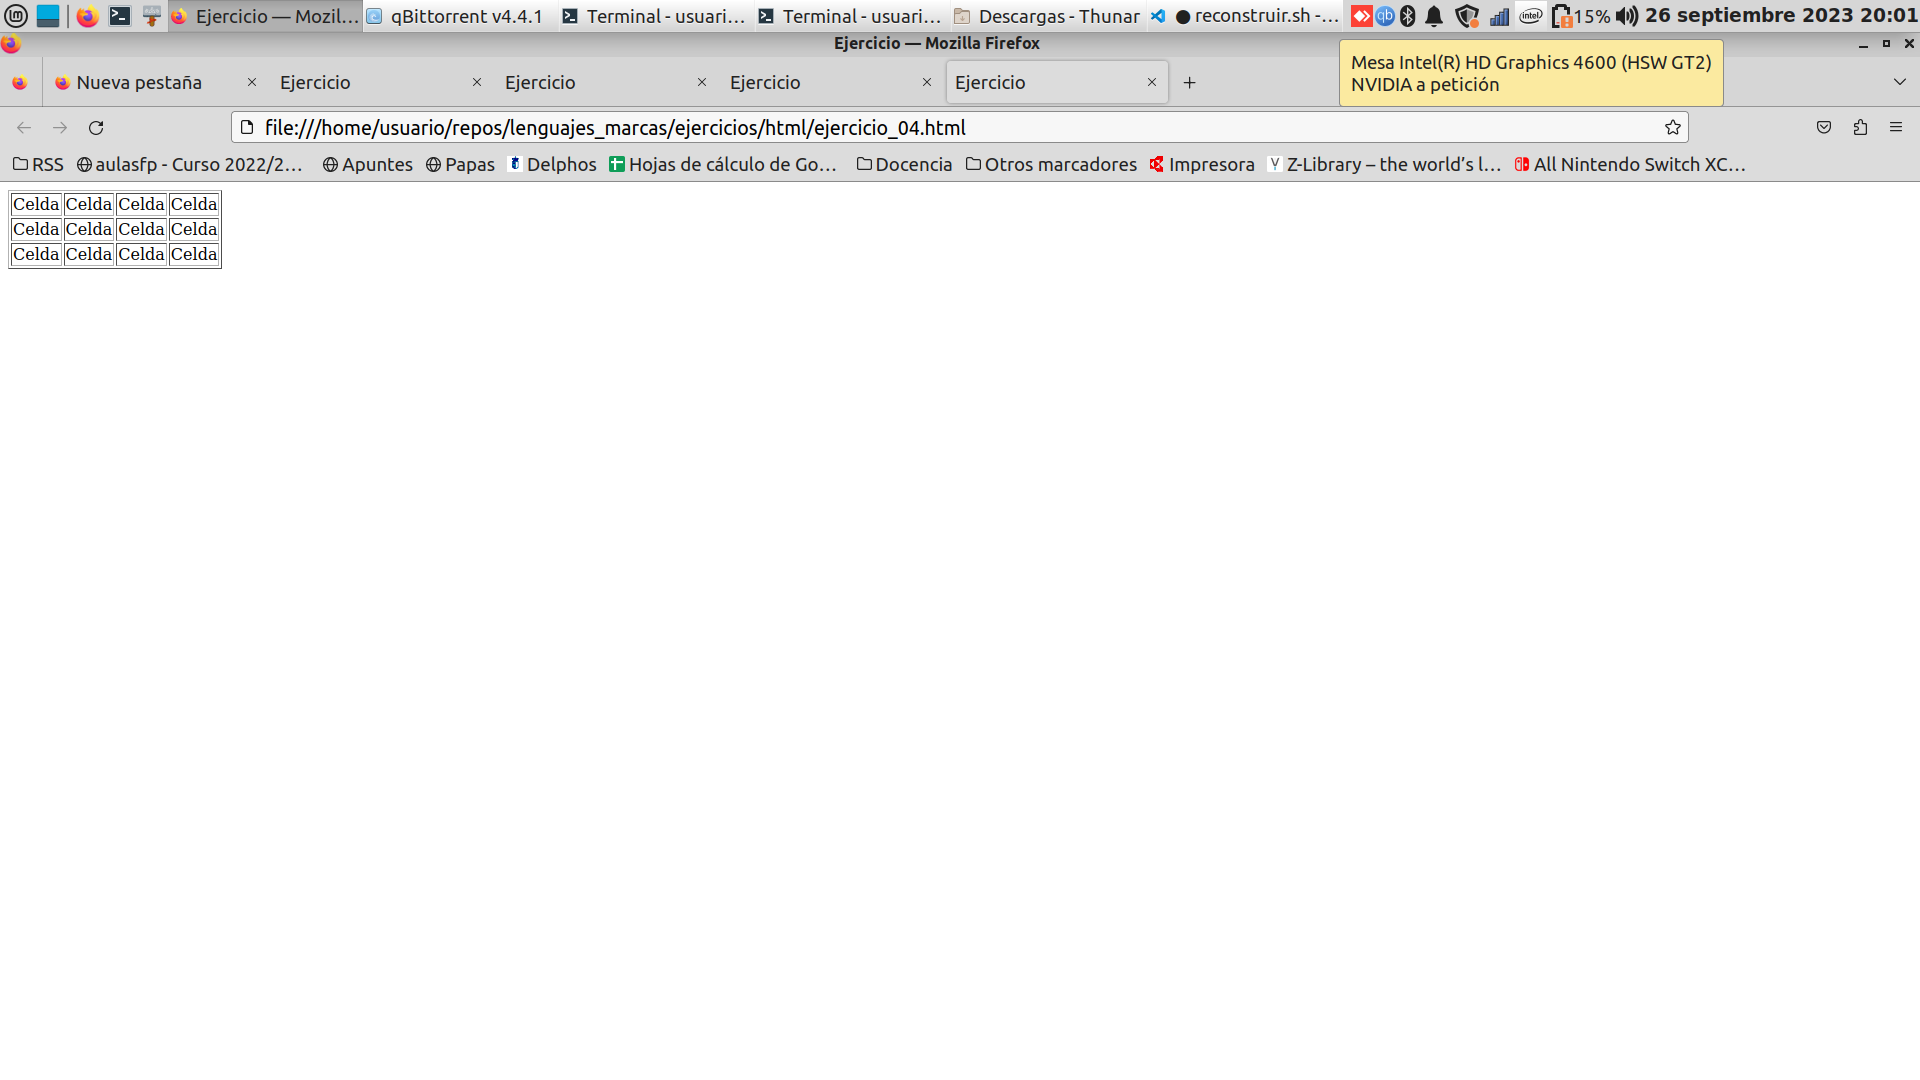 Ejercicio — Mozil... qBittorrent v4.4.1 Terminal - usuari... Terminal - usuari... Descargas - Thunar ● reconstruir.sh -... qb intel 15% 26 septiembre 2023 20:01
Ejercicio — Mozilla Firefox
Mesa Intel(R) HD Graphics 4600 (HSW GT2)
NVIDIA a petición
Nueva pestaña Ejercicio Ejercicio Ejercicio Ejercicio
file:///home/usuario/repos/lenguajes_marcas/ejercicios/html/ejercicio_04.html
RSS aulasfp - Curso 2022/2... Apuntes Papas Delphos Hojas de cálculo de Go... Docencia Otros marcadores Impresora Z-Library – the world’s l... All Nintendo Switch XC...
Celda Celda Celda Celda
Celda Celda Celda Celda
Celda Celda Celda Celda